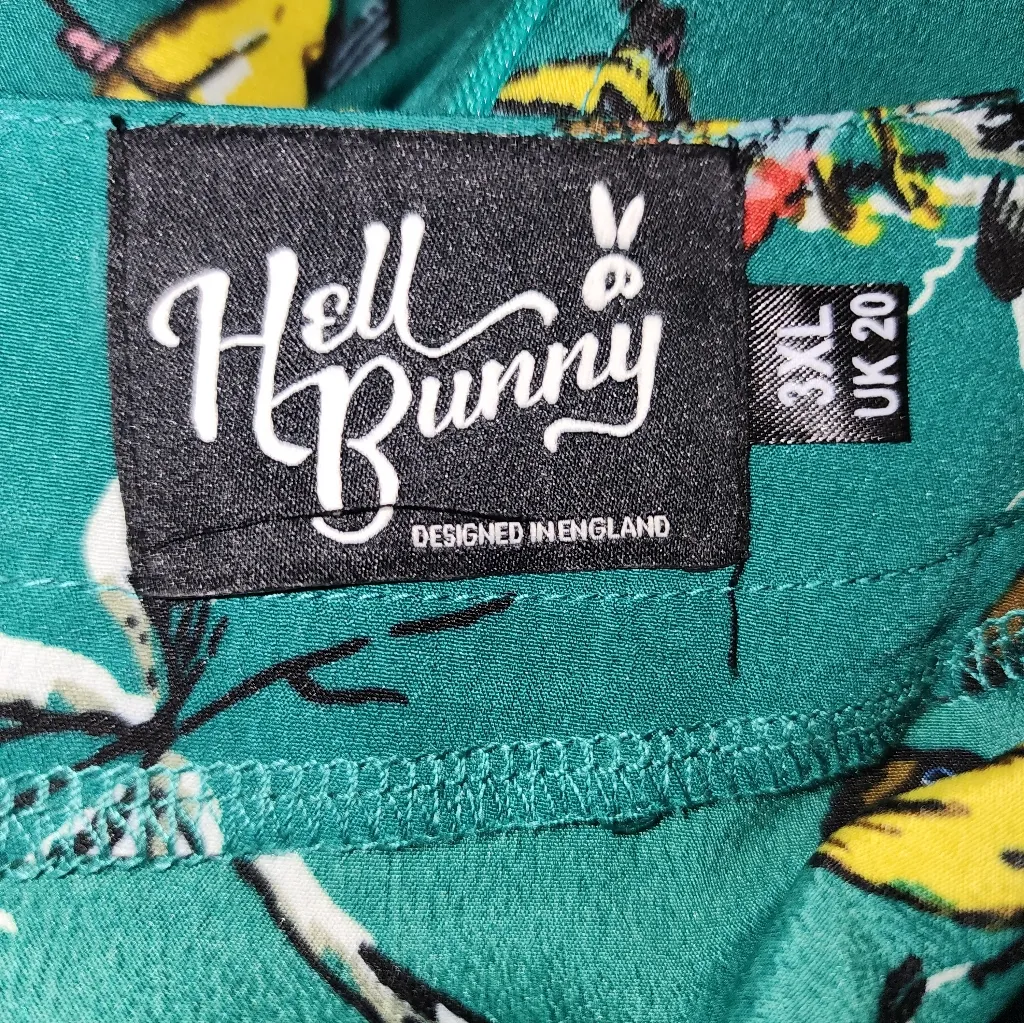 Hell
Bunny
DESIGNED IN ENGLAND
3XL
UK 20